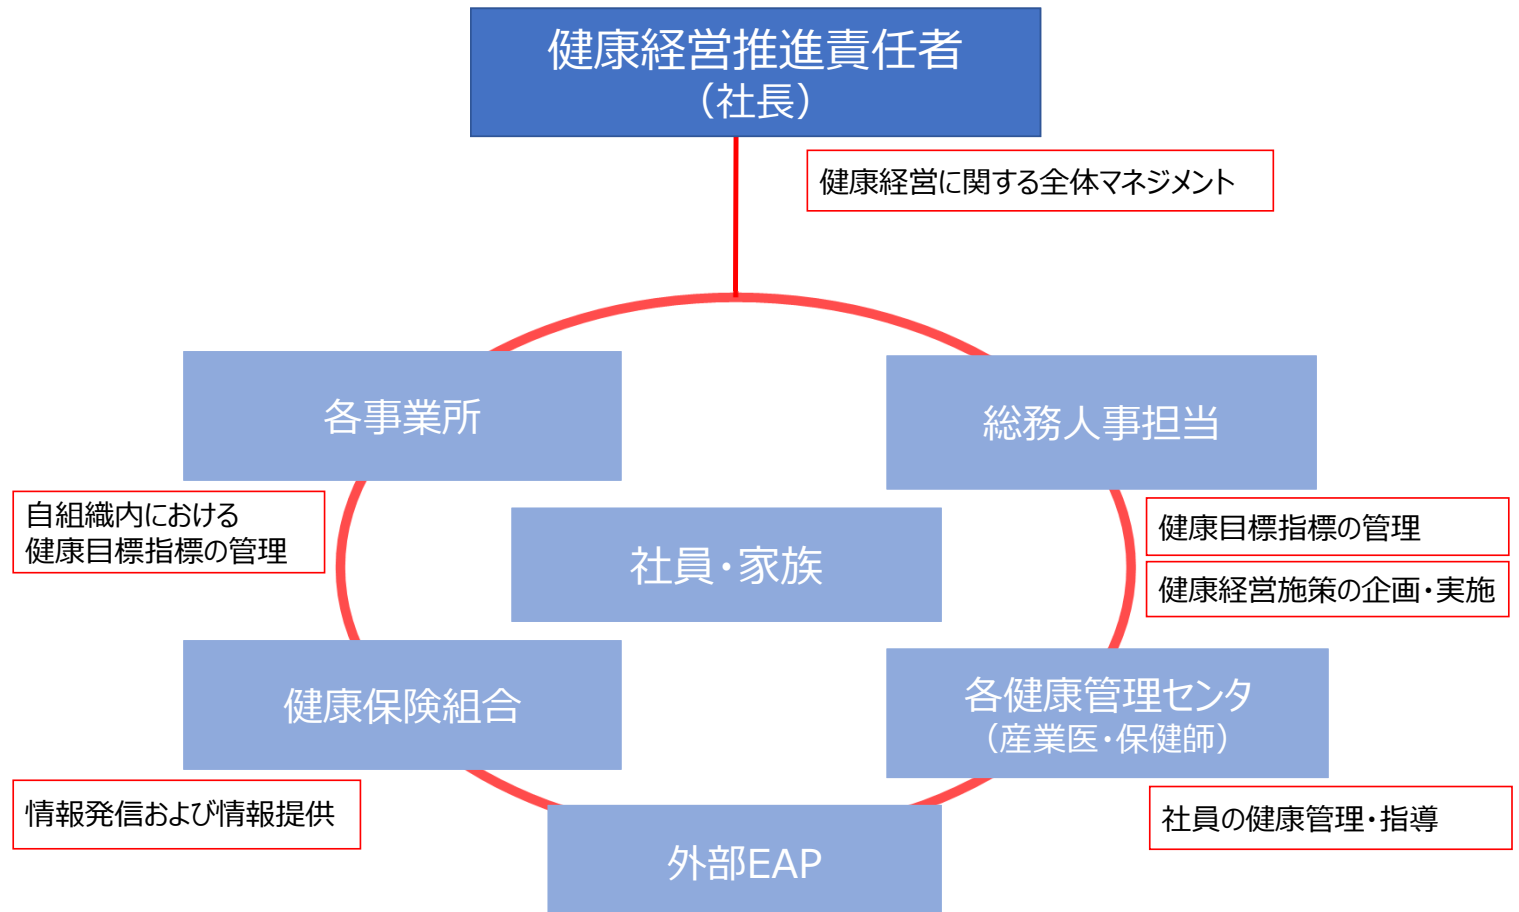 健康経営推進責任者
（社長）
健康経営に関する全体マネジメント
各事業所
総務人事担当
自組織内における
健康目標指標の管理
健康目標指標の管理
健康経営施策の企画・実施
社員・家族
健康保険組合
各健康管理センタ
（産業医・保健師）
情報発信および情報提供
社員の健康管理・指導
外部EAP